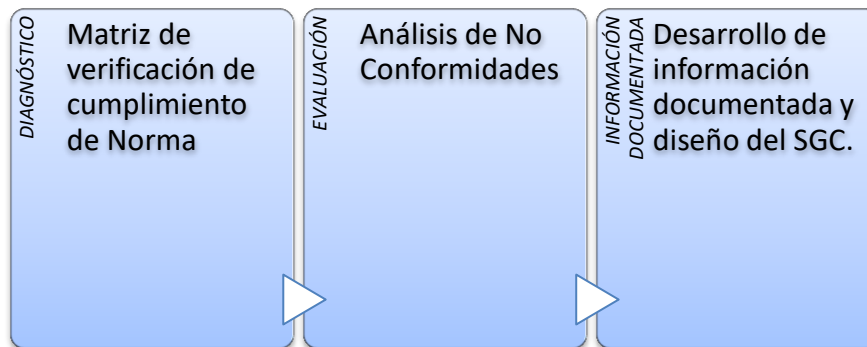 DIAGNÓSTICO
Matriz de
verificación de
cumplimiento
de Norma
EVALUACIÓN
Análisis de No
Conformidades
INFORMACIÓN
DOCUMENTADA
Desarrollo de
información
documentada y
diseño del SGC.